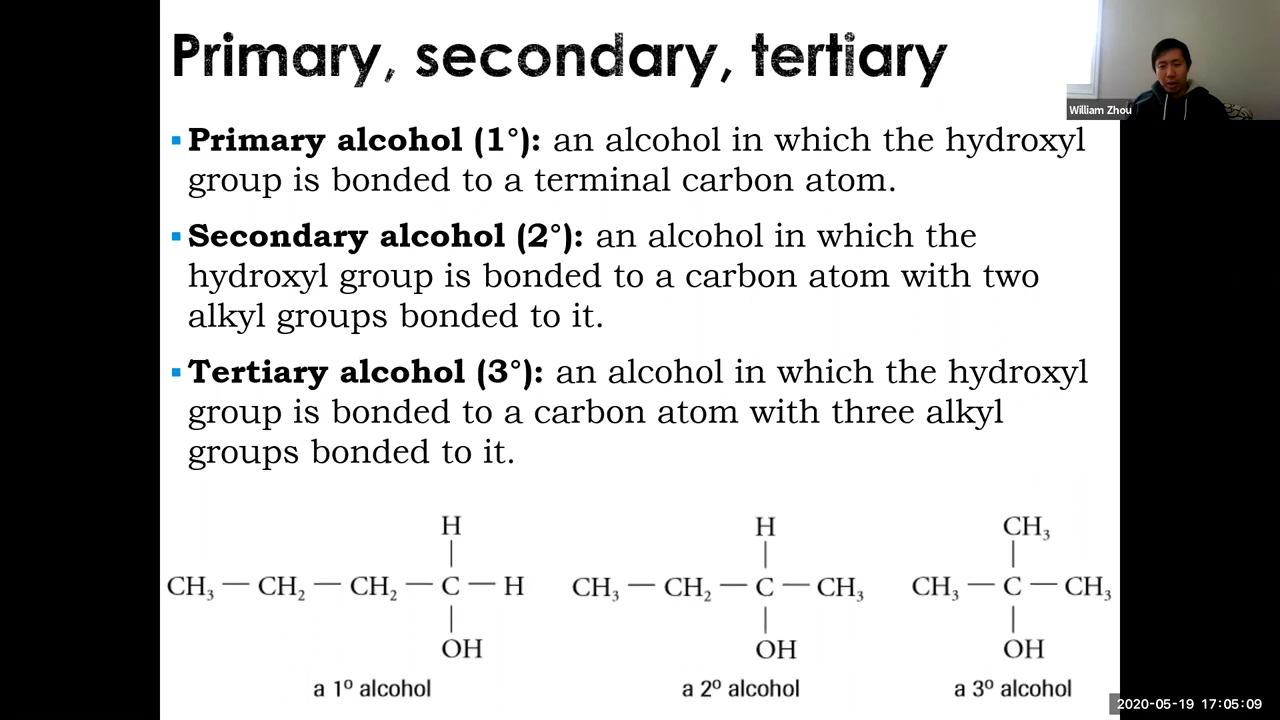 Primary, secondary, tertiary
William Zhou
▪ Primary alcohol (1°): an alcohol in which the hydroxyl
group is bonded to a terminal carbon atom.
▪ Secondary alcohol (2°): an alcohol in which the
hydroxyl group is bonded to a carbon atom with two
alkyl groups bonded to it.
▪ Tertiary alcohol (3°): an alcohol in which the hydroxyl
group is bonded to a carbon atom with three alkyl
groups bonded to it.
H
CH₃ — CH₂ — CH₂ — C — H
OH
a 1º alcohol
H
CH₃ — CH₂ — C — CH₃
OH
a 2º alcohol
CH₃
CH₃ — C — CH₃
OH
a 3º alcohol
2020-05-19 17:05:09